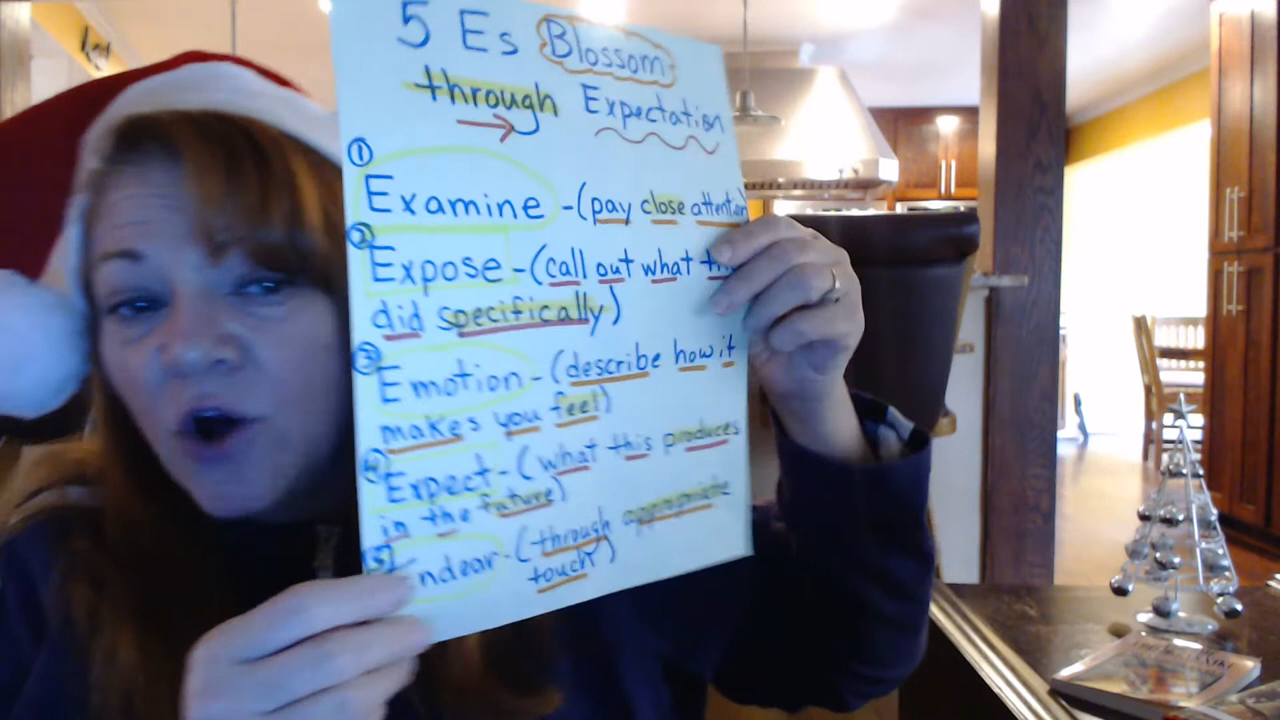 5 Es Blossom
through Expectation
1
Examine - (pay close attention)
2
Expose - (call out what
did specifically)
3
Emotion - (describe how it
makes you feel)
4
Expect - (what this produces
in the future)
5
Endear - (through appropriate
touch)